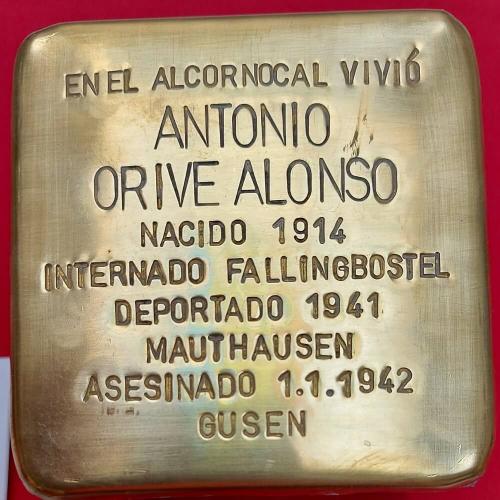 EN EL ALCORNOCAL VIVIÓ
ANTONIO
ORIVE ALONSO
NACIDO 1914
INTERNADO FALLINGBOSTEL
DEPORTADO 1941
MAUTHAUSEN
ASESINADO 1.1.1942
GUSEN